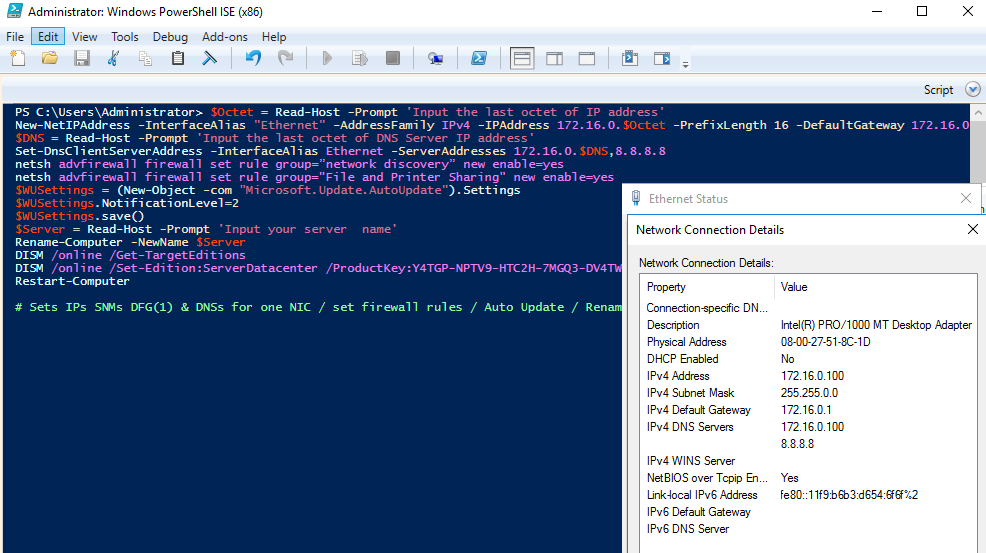 Administrator: Windows PowerShell ISE (x86)
File Edit View Tools Debug Add-ons Help
Script
PS C:\Users\Administrator> $Octet = Read-Host -Prompt 'Input the last octet of IP address'
New-NetIPAddress -InterfaceAlias "Ethernet" -AddressFamily IPv4 -IPAddress 172.16.0.$Octet -PrefixLength 16 -DefaultGateway 172.16.0
$DNS = Read-Host -Prompt 'Input the last octet of DNS Server IP address'
Set-DnsClientServerAddress -InterfaceAlias Ethernet -ServerAddresses 172.16.0.$DNS,8.8.8.8
netsh advfirewall firewall set rule group="network discovery" new enable=yes
netsh advfirewall firewall set rule group="File and Printer Sharing" new enable=yes
$WUSettings = (New-Object -com "Microsoft.Update.AutoUpdate").Settings
$WUSettings.NotificationLevel=2
$WUSettings.save()
$Server = Read-Host -Prompt 'Input your server  name'
Rename-Computer -NewName $Server
DISM /online /Get-TargetEditions
DISM /online /Set-Edition:ServerDatacenter /ProductKey:Y4TGP-NPTV9-HTC2H-7MGQ3-DV4TW
Restart-Computer
# Sets IPs SNMs DFG(1) & DNSs for one NIC / set firewall rules / Auto Update / Renam
Ethernet Status
Network Connection Details
Network Connection Details:
Property Value
Connection-specific DN...
Description Intel(R) PRO/1000 MT Desktop Adapter
Physical Address 08-00-27-51-8C-1D
DHCP Enabled No
IPv4 Address 172.16.0.100
IPv4 Subnet Mask 255.255.0.0
IPv4 Default Gateway 172.16.0.1
IPv4 DNS Servers 172.16.0.100
8.8.8.8
IPv4 WINS Server
NetBIOS over Tcpip En... Yes
Link-local IPv6 Address fe80::11f9:b6b3:d654:6f6f%2
IPv6 Default Gateway
IPv6 DNS Server